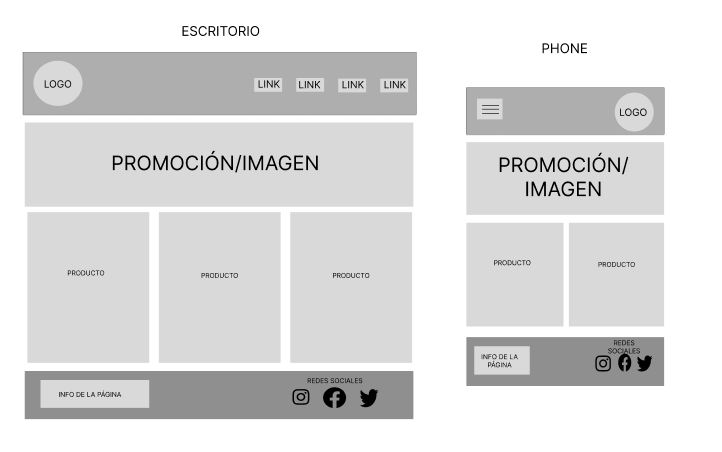 ESCRITORIO
LOGO
LINK LINK LINK LINK
PROMOCIÓN/IMAGEN
PRODUCTO PRODUCTO PRODUCTO
INFO DE LA PÁGINA
REDES SOCIALES
PHONE
LOGO
PROMOCIÓN/
IMAGEN
PRODUCTO PRODUCTO
INFO DE LA
PÁGINA
REDES
SOCIALES